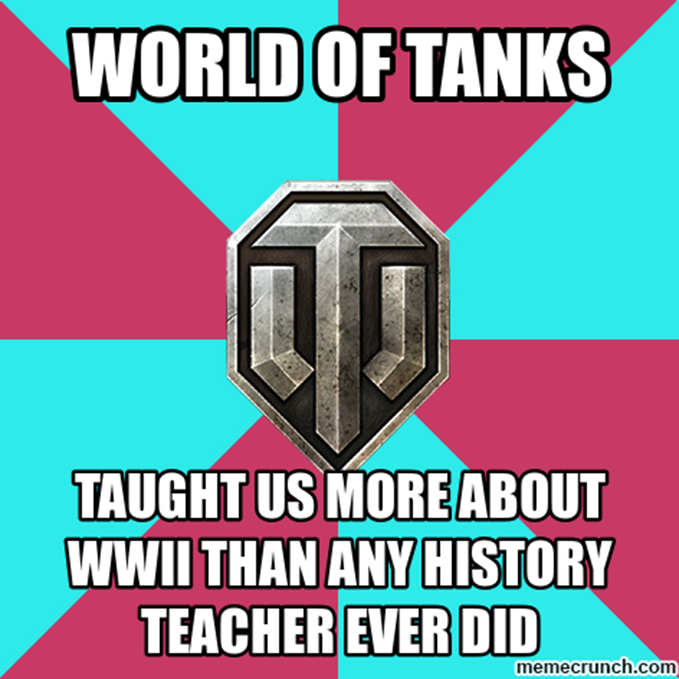 WORLD OF TANKS
TAUGHT US MORE ABOUT
WWII THAN ANY HISTORY
TEACHER EVER DID
memecrunch.com